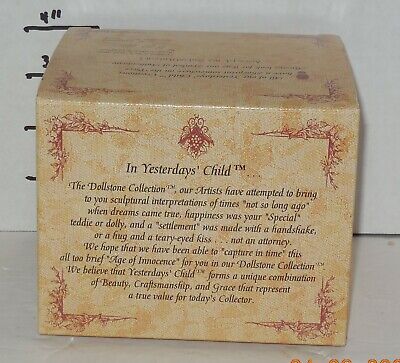 4"
In Yesterdays' Child™...
The Dollstone Collection™, our Artists have attempted to bring
to you sculptural interpretations of times "not so long ago"
when dreams came true, happiness was your "Special"
teddie or dolly, and a "settlement" was made with a handshake,
or a hug and a teary-eyed kiss . . . not an attorney.
We hope that we have been able to "capture in time" this
all too brief "Age of Innocence" for you in our Dollstone Collection™.
We believe that Yesterdays' Child™ forms a unique combination
of Beauty, Craftsmanship, and Grace that represent
a true value for today's Collector.